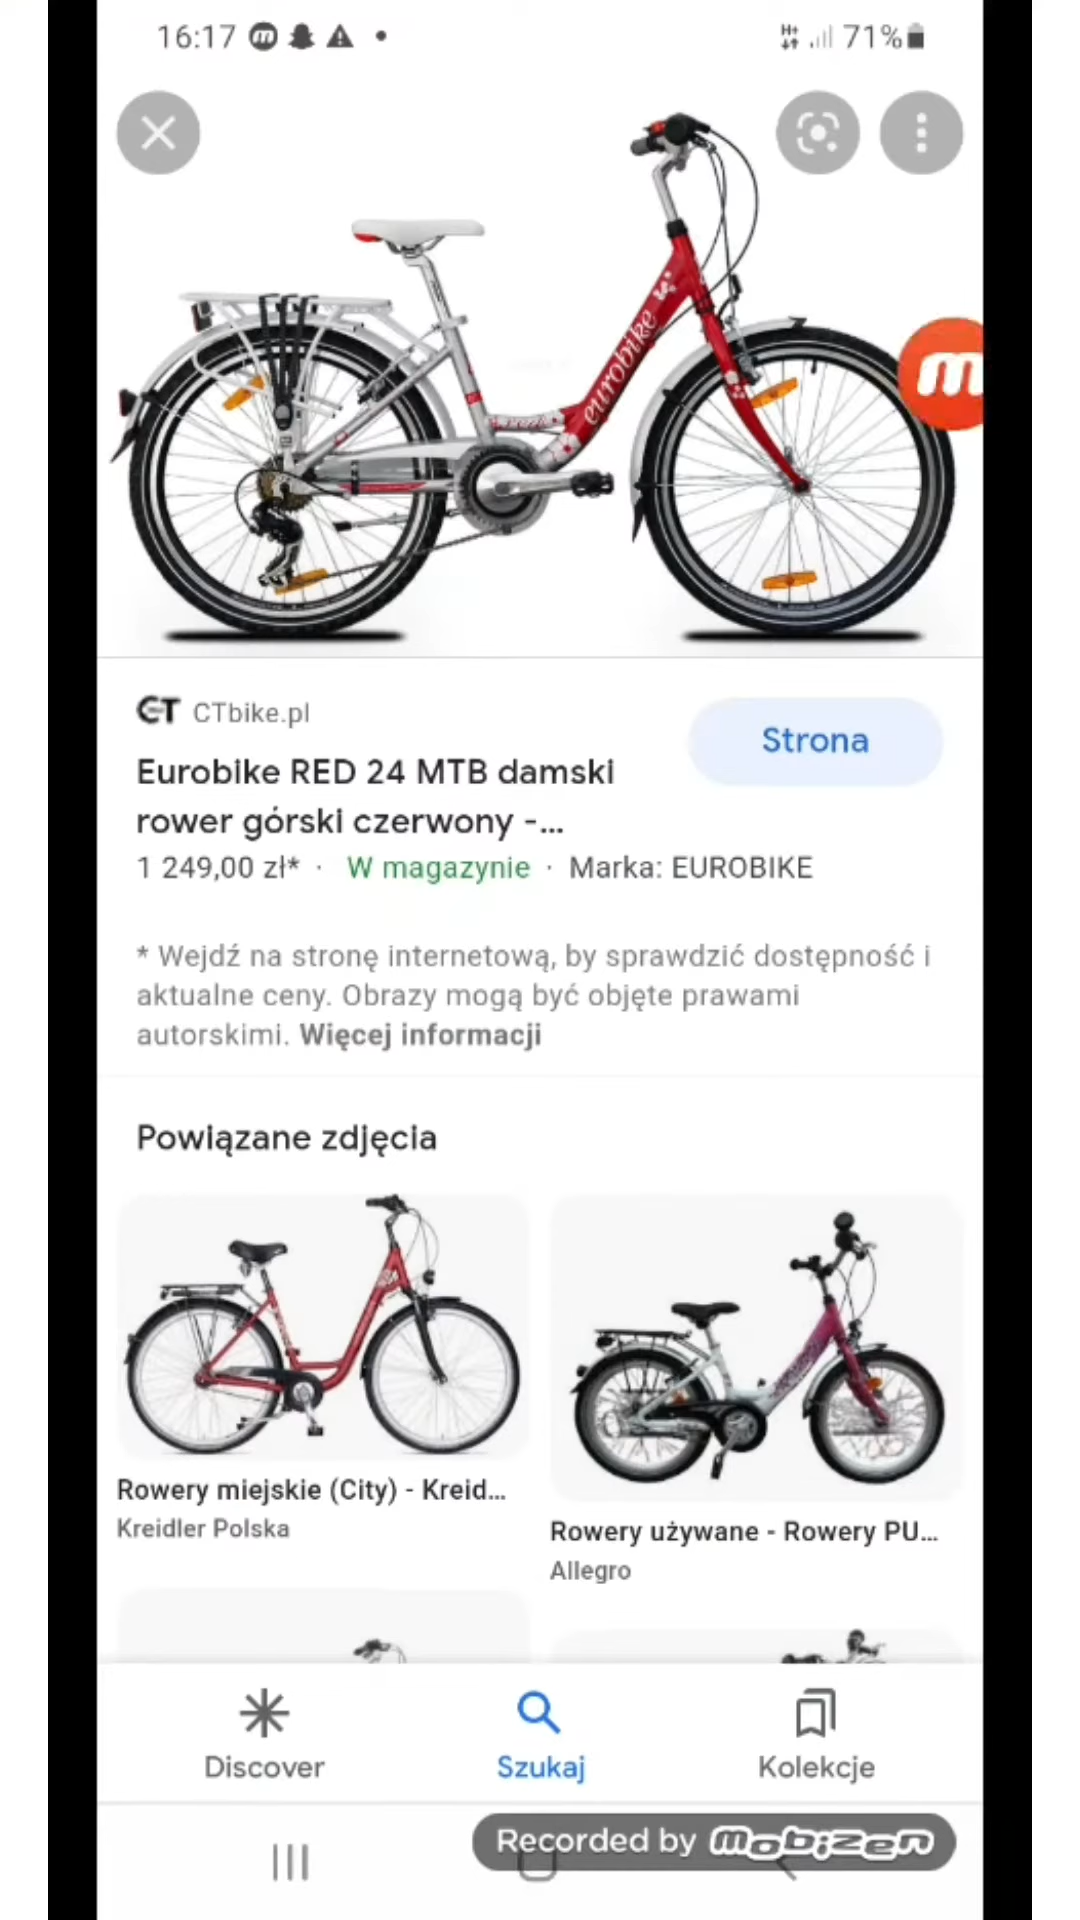 16:17
71%
eurobike
m
CT CTbike.pl
Strona
Eurobike RED 24 MTB damski
rower górski czerwony -...
1 249,00 zł* · W magazynie · Marka: EUROBIKE
* Wejdź na stronę internetową, by sprawdzić dostępność i
aktualne ceny. Obrazy mogą być objęte prawami
autorskimi. Więcej informacji
Powiązane zdjęcia
Rowery miejskie (City) - Kreid...
Kreidler Polska
Rowery używane - Rowery PU...
Allegro
Discover
Szukaj
Kolekcje
Recorded by mobizen